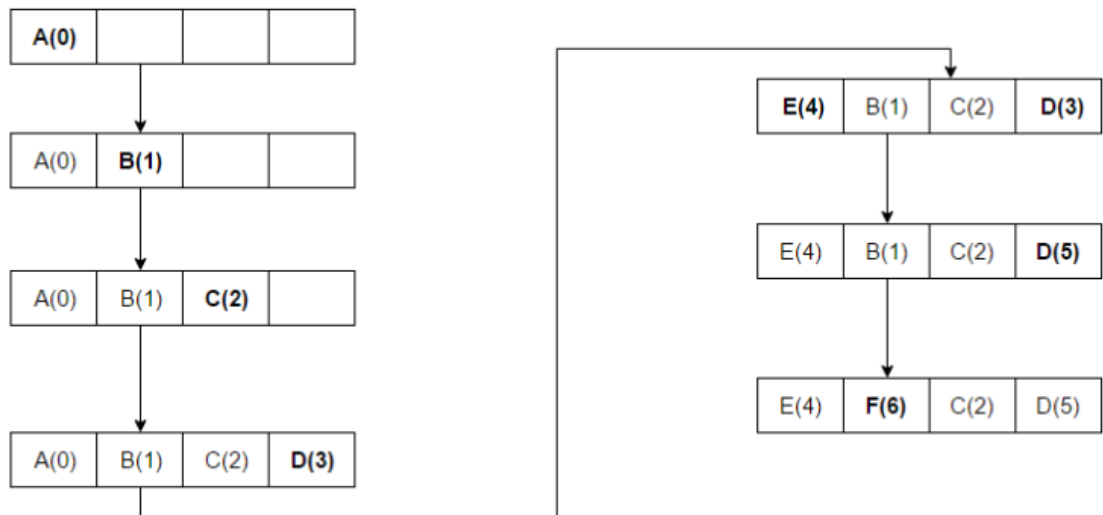 A(0)
A(0) B(1)
A(0) B(1) C(2)
A(0) B(1) C(2) D(3)
E(4) B(1) C(2) D(3)
E(4) B(1) C(2) D(5)
E(4) F(6) C(2) D(5)